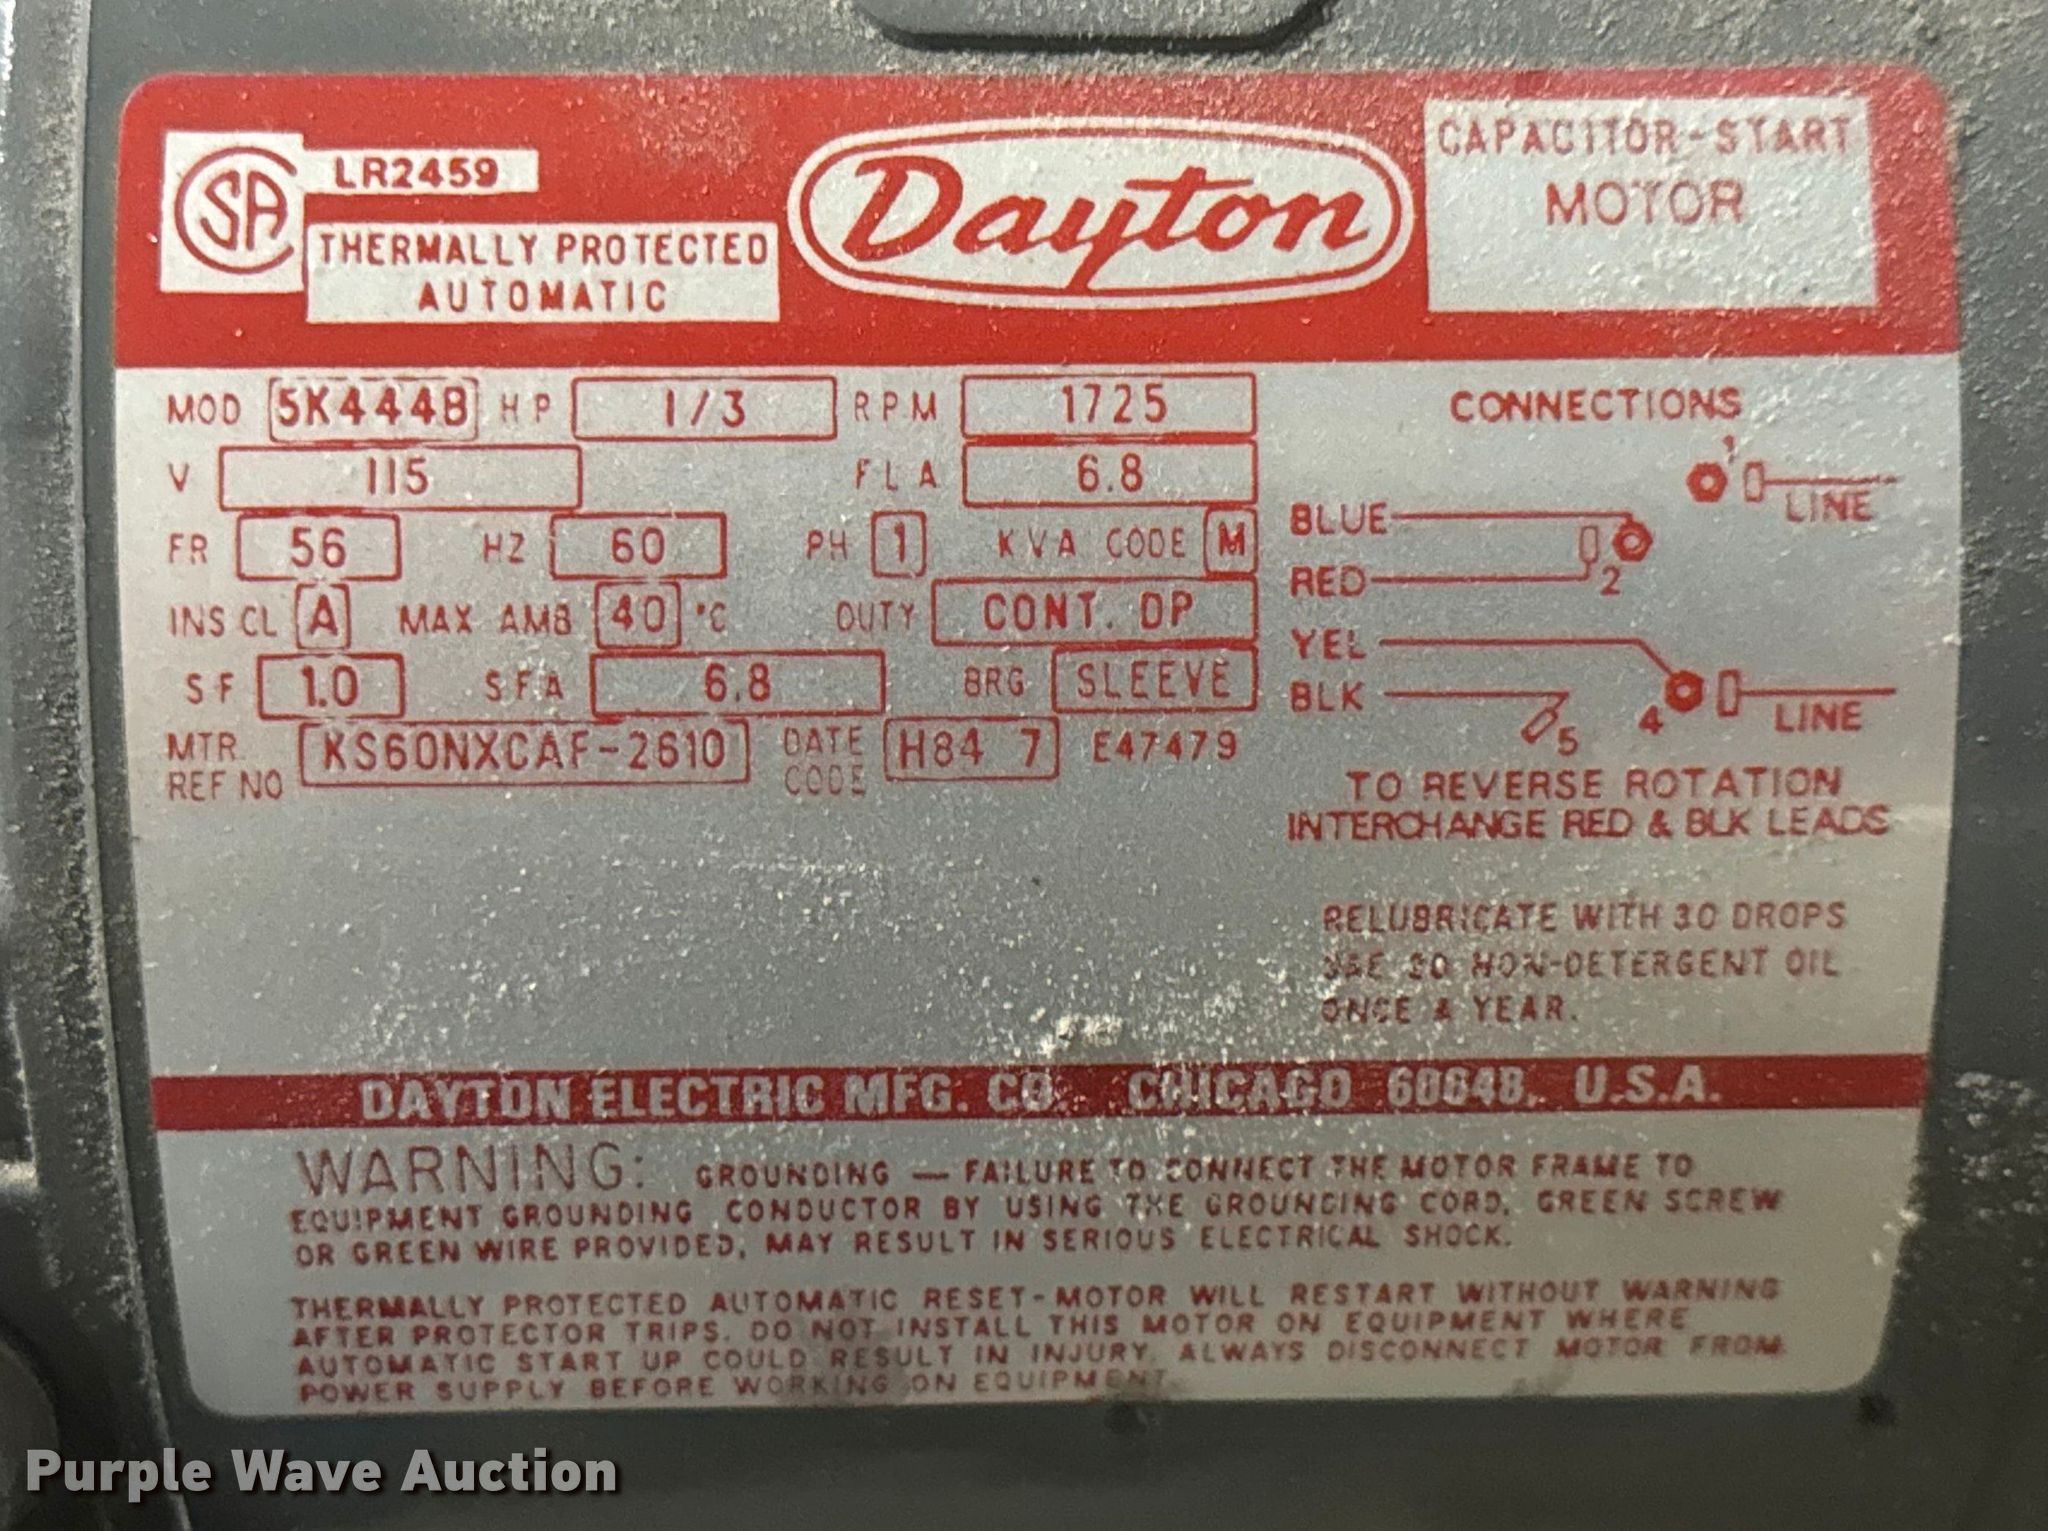 SA
LR2459
THERMALLY PROTECTED
AUTOMATIC
Dayton
CAPACITOR-START
MOTOR
MOD 5K444B HP 1/3 RPM 1725
V 115 FLA 6.8
FR 56 HZ 60 PH 1 KVA CODE M
INS CL A MAX AMB 40 °C DUTY CONT. DP
SF 1.0 SFA 6.8 BRG SLEEVE
MTR. REF NO KS60NXCAF-2610 DATE CODE H84 7 E47479
CONNECTIONS
1
LINE
BLUE
RED
2
YEL
BLK
5
4
LINE
TO REVERSE ROTATION
INTERCHANGE RED & BLK LEADS
RELUBRICATE WITH 30 DROPS
SAE 20 NON-DETERGENT OIL
ONCE A YEAR.
DAYTON ELECTRIC MFG. CO. CHICAGO 60648, U.S.A.
WARNING: GROUNDING — FAILURE TO CONNECT THE MOTOR FRAME TO
EQUIPMENT GROUNDING CONDUCTOR BY USING THE GROUNDING CORD, GREEN SCREW
OR GREEN WIRE PROVIDED, MAY RESULT IN SERIOUS ELECTRICAL SHOCK.
THERMALLY PROTECTED AUTOMATIC RESET-MOTOR WILL RESTART WITHOUT WARNING
AFTER PROTECTOR TRIPS. DO NOT INSTALL THIS MOTOR ON EQUIPMENT WHERE
AUTOMATIC START UP COULD RESULT IN INJURY. ALWAYS DISCONNECT MOTOR FROM
POWER SUPPLY BEFORE WORKING ON EQUIPMENT.
Purple Wave Auction